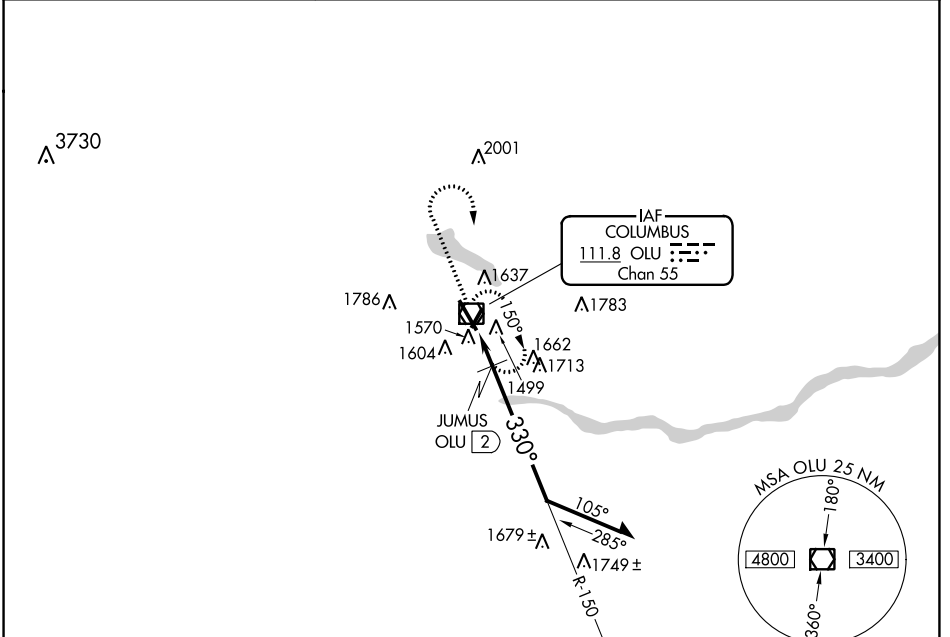 3730
2001
IAF
COLUMBUS
111.8 OLU
Chan 55
1637
1786
1783
150°
1570
1604
1662
1713
1499
JUMUS
OLU 2
330°
MSA OLU 25 NM
180°
105°
285°
1679 ±
1749 ±
4800
3400
R-150
360°